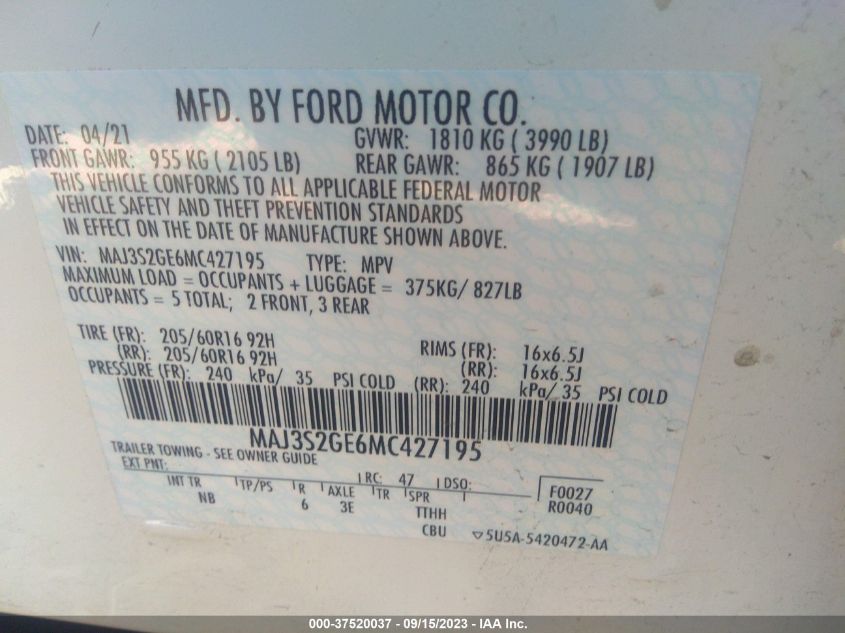 MFD. BY FORD MOTOR CO.
DATE: 04/21 GVWR: 1810 KG ( 3990 LB)
FRONT GAWR: 955 KG ( 2105 LB) REAR GAWR: 865 KG ( 1907 LB)
THIS VEHICLE CONFORMS TO ALL APPLICABLE FEDERAL MOTOR
VEHICLE SAFETY AND THEFT PREVENTION STANDARDS
IN EFFECT ON THE DATE OF MANUFACTURE SHOWN ABOVE.
VIN: MAJ3S2GE6MC427195 TYPE: MPV
MAXIMUM LOAD = OCCUPANTS + LUGGAGE = 375KG/ 827LB
OCCUPANTS = 5 TOTAL; 2 FRONT, 3 REAR
TIRE (FR): 205/60R16 92H RIMS (FR): 16x6.5J
(RR): 205/60R16 92H (RR): 16x6.5J
PRESSURE (FR): 240 kPa/ 35 PSI COLD (RR): 240 kPa/ 35 PSI COLD
MAJ3S2GE6MC427195
TRAILER TOWING - SEE OWNER GUIDE
EXT PNT: RC: 47 DSO:
INT TR TP/PS R AXLE TR SPR F0027
NB 6 3E TTHH R0040
CBU 5U5A-5420472-AA
000-37520037 - 09/15/2023 - IAA Inc.